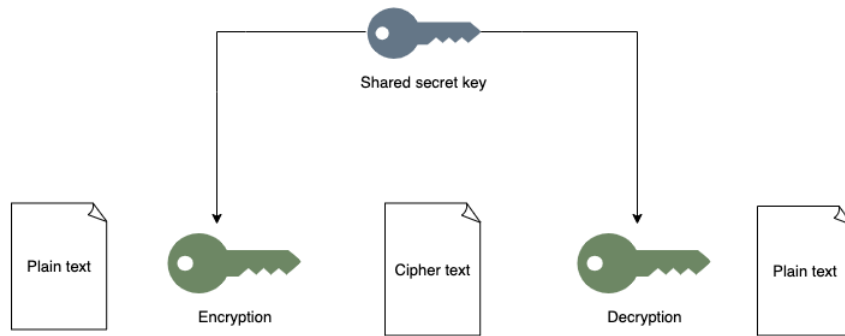 Shared secret key
Plain text
Cipher text
Plain text
Encryption
Decryption